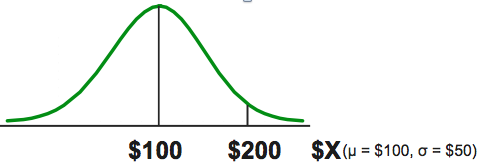 $100 $200 $X (μ = $100, σ = $50)